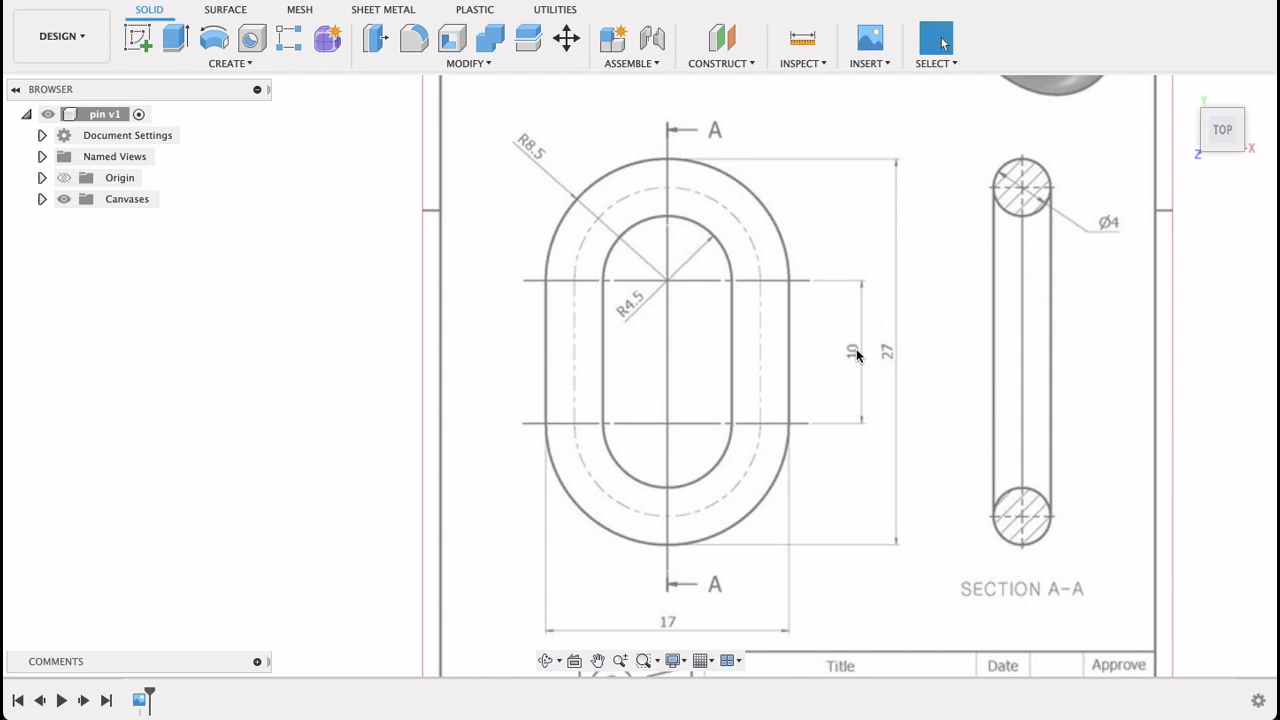 SOLID SURFACE MESH SHEET METAL PLASTIC UTILITIES
DESIGN
CREATE MODIFY ASSEMBLE CONSTRUCT INSPECT INSERT SELECT
BROWSER
pin v1
Document Settings
Named Views
Origin
Canvases
Y
TOP
X
Z
A
R8.5
Ø4
R4.5
10
27
A
SECTION A-A
17
COMMENTS
Title Date Approve